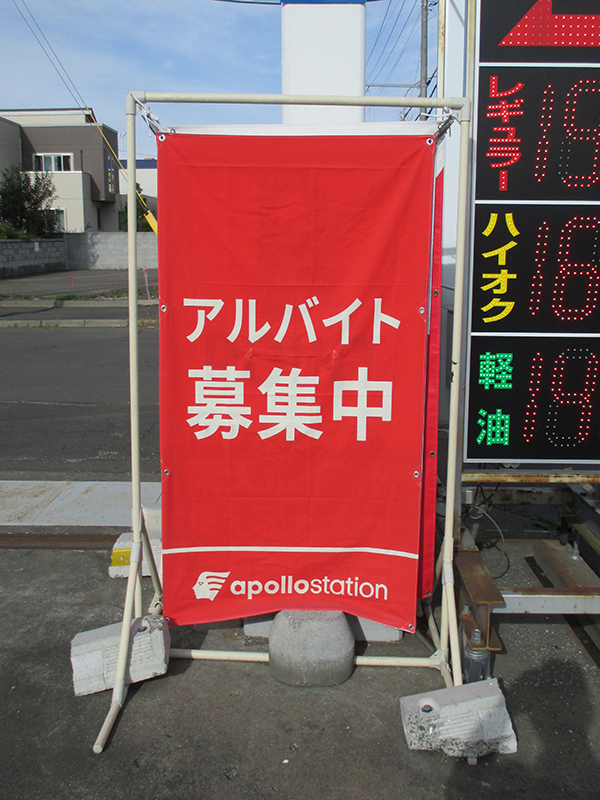 アルバイト
募集中
apollostation
レギュラー
ハイオク
軽油